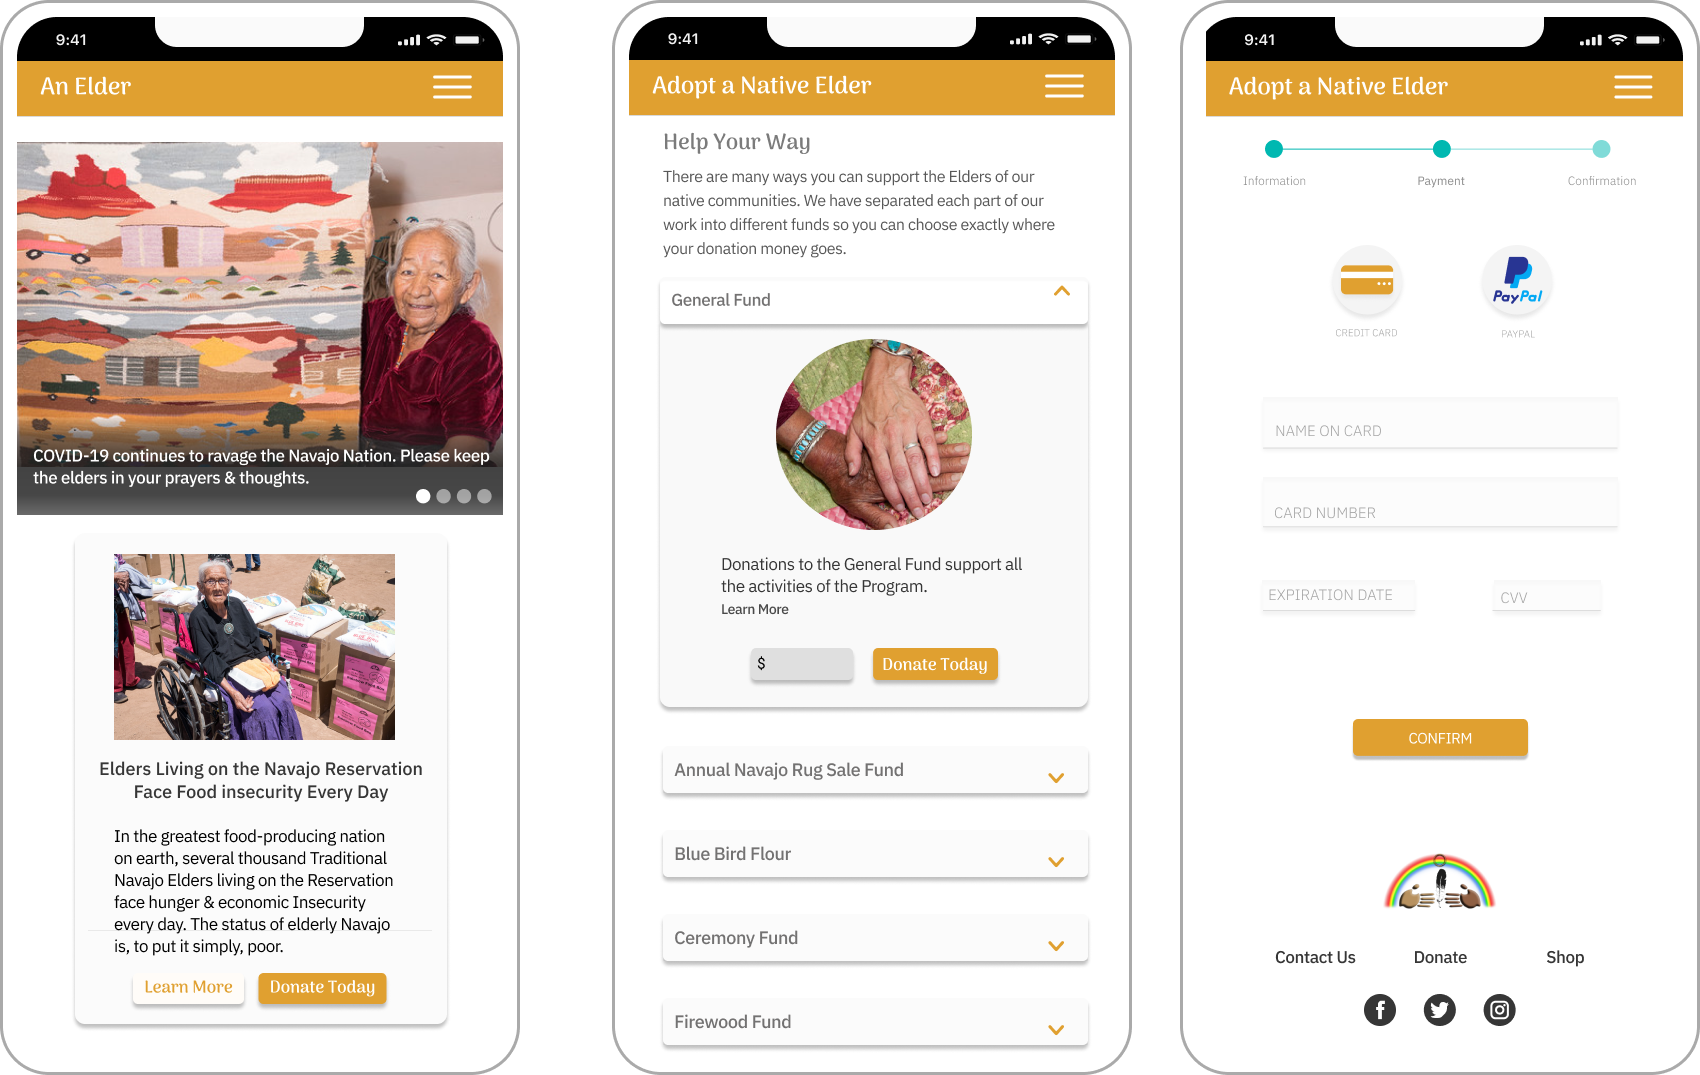 9:41
An Elder
COVID-19 continues to ravage the Navajo Nation. Please keep
the elders in your prayers & thoughts.
Elders Living on the Navajo Reservation
Face Food insecurity Every Day
In the greatest food-producing nation
on earth, several thousand Traditional
Navajo Elders living on the Reservation
face hunger & economic Insecurity
every day. The status of elderly Navajo
is, to put it simply, poor.
Learn More
Donate Today
9:41
Adopt a Native Elder
Help Your Way
There are many ways you can support the Elders of our
native communities. We have separated each part of our
work into different funds so you can choose exactly where
your donation money goes.
General Fund
Donations to the General Fund support all
the activities of the Program.
Learn More
$
Donate Today
Annual Navajo Rug Sale Fund
Blue Bird Flour
Ceremony Fund
Firewood Fund
9:41
Adopt a Native Elder
Information
Payment
Confirmation
PayPal
CREDIT CARD
PAYPAL
NAME ON CARD
CARD NUMBER
EXPIRATION DATE
CVV
CONFIRM
Contact Us
Donate
Shop